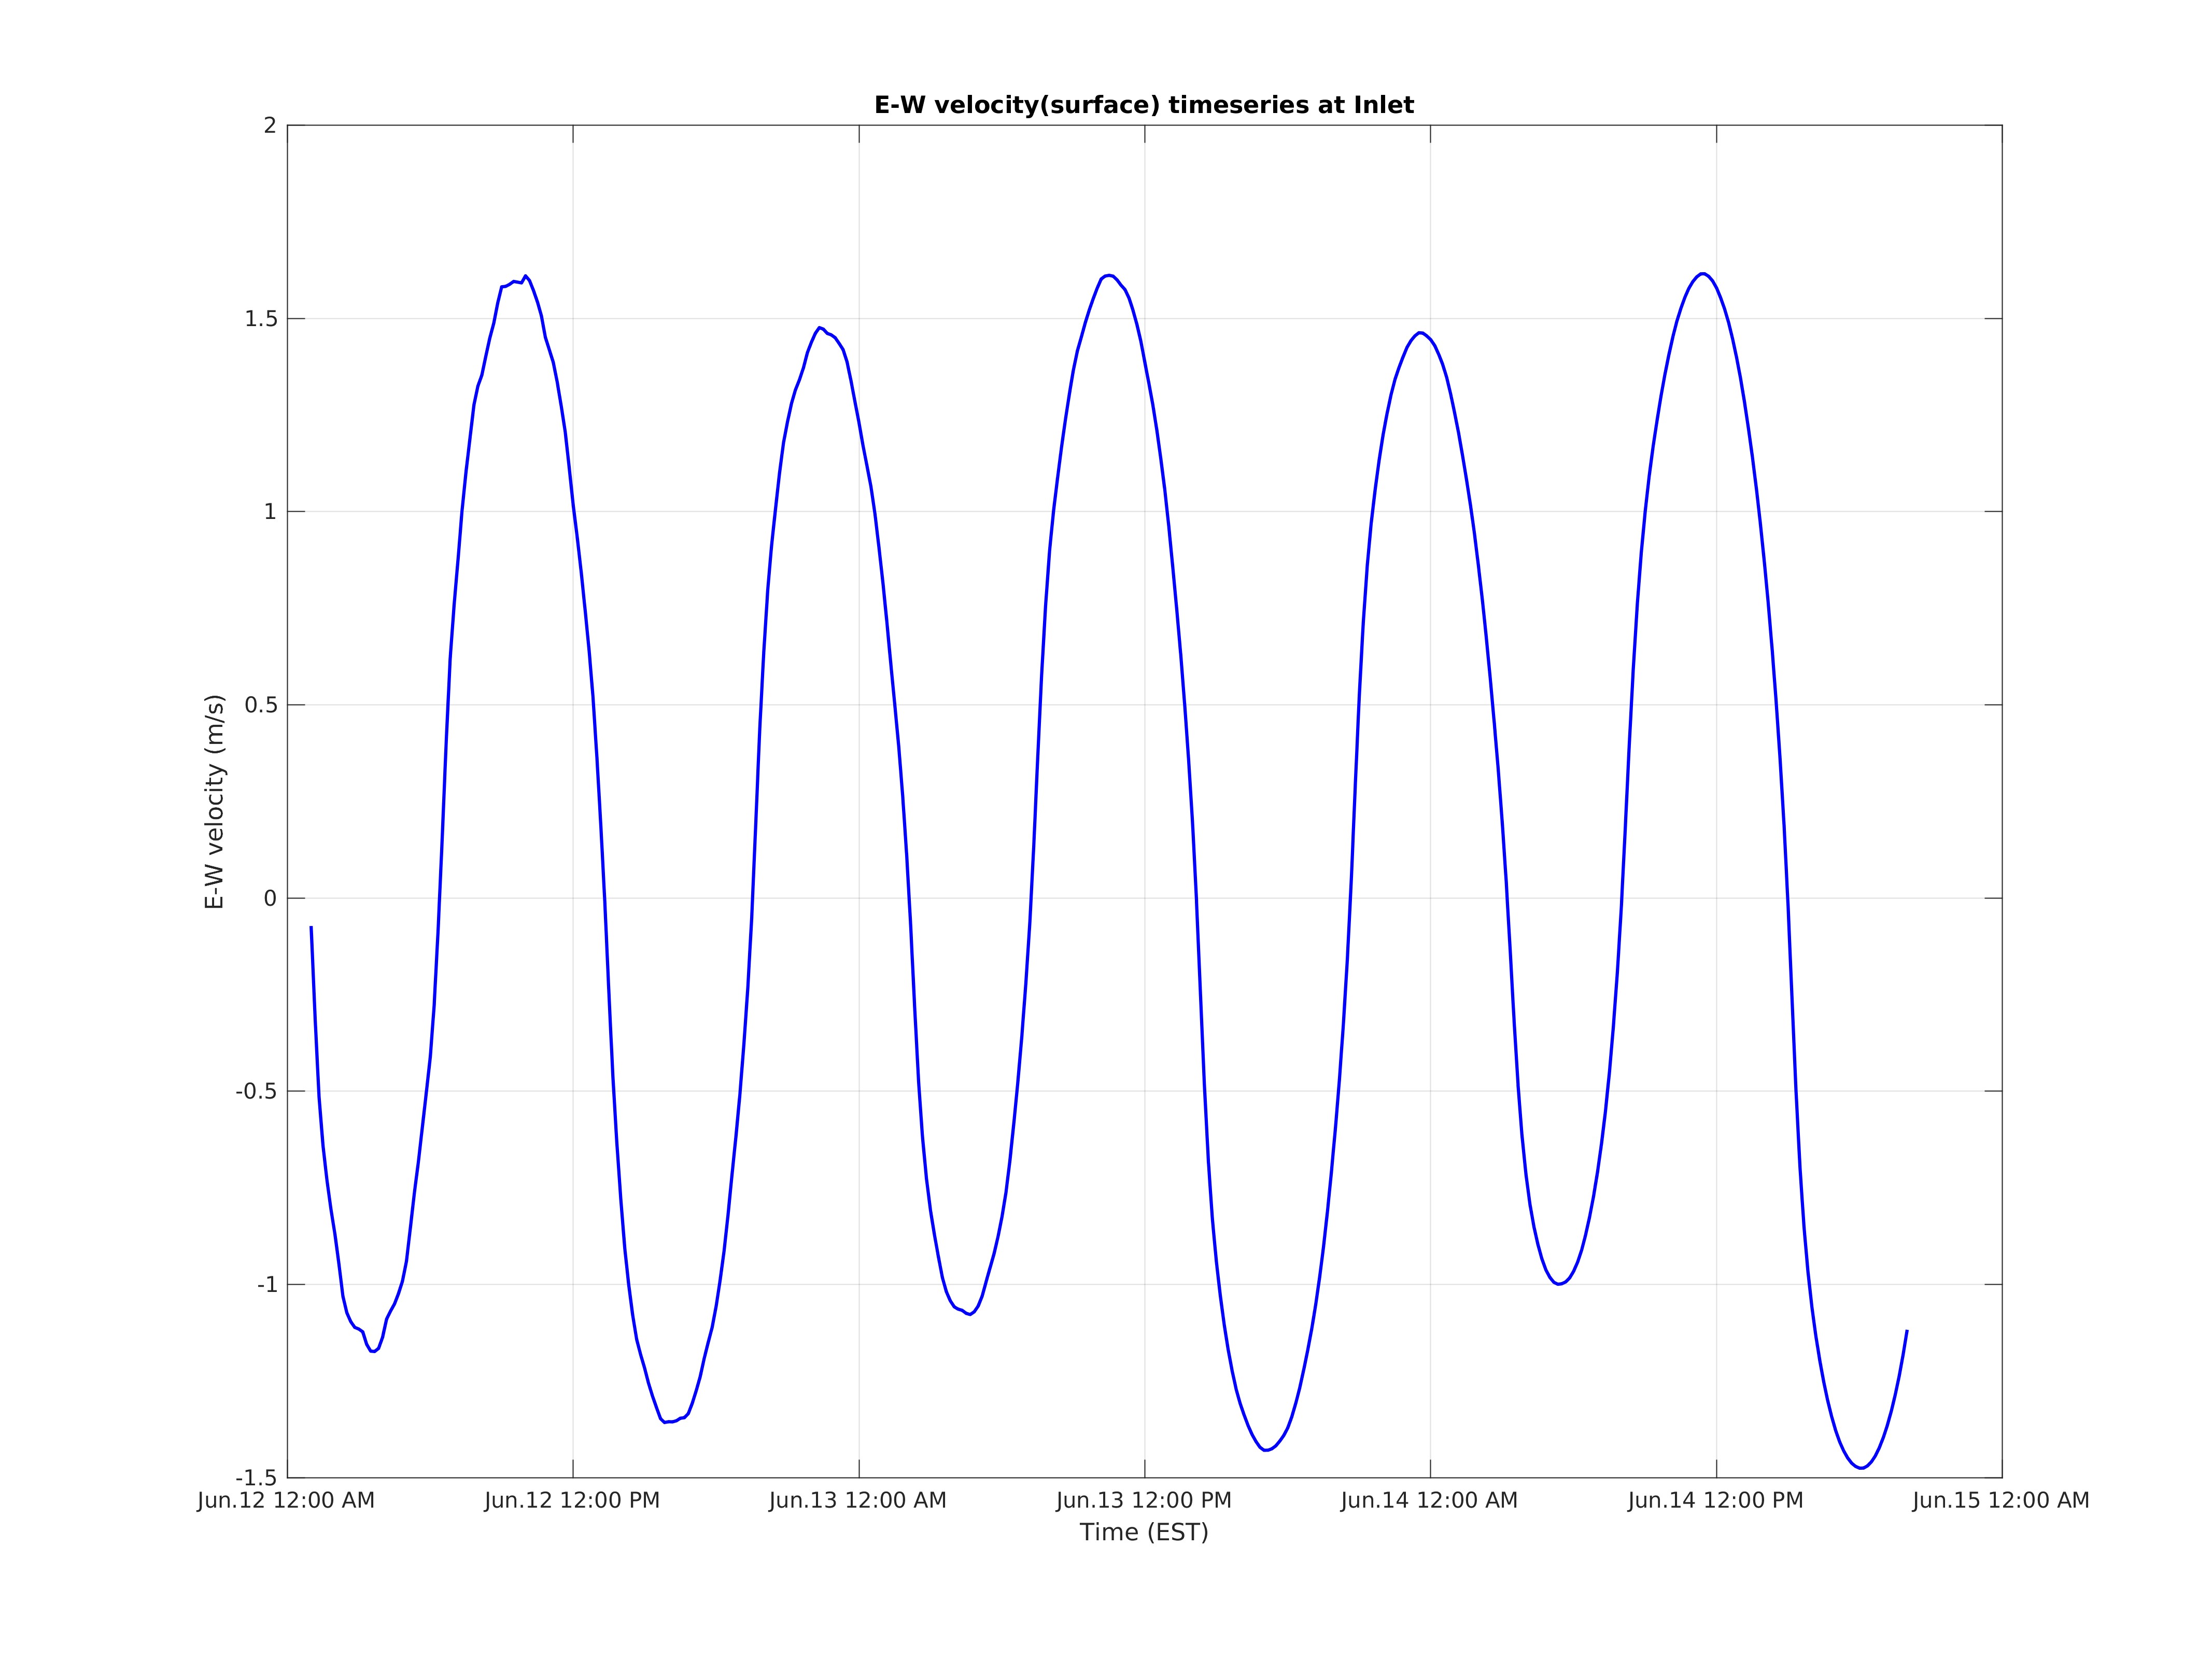 E-W velocity(surface) timeseries at Inlet
2
1.5
1
0.5
0
-0.5
-1
-1.5
E-W velocity (m/s)
Jun.12 12:00 AM
Jun.12 12:00 PM
Jun.13 12:00 AM
Jun.13 12:00 PM
Jun.14 12:00 AM
Jun.14 12:00 PM
Jun.15 12:00 AM
Time (EST)